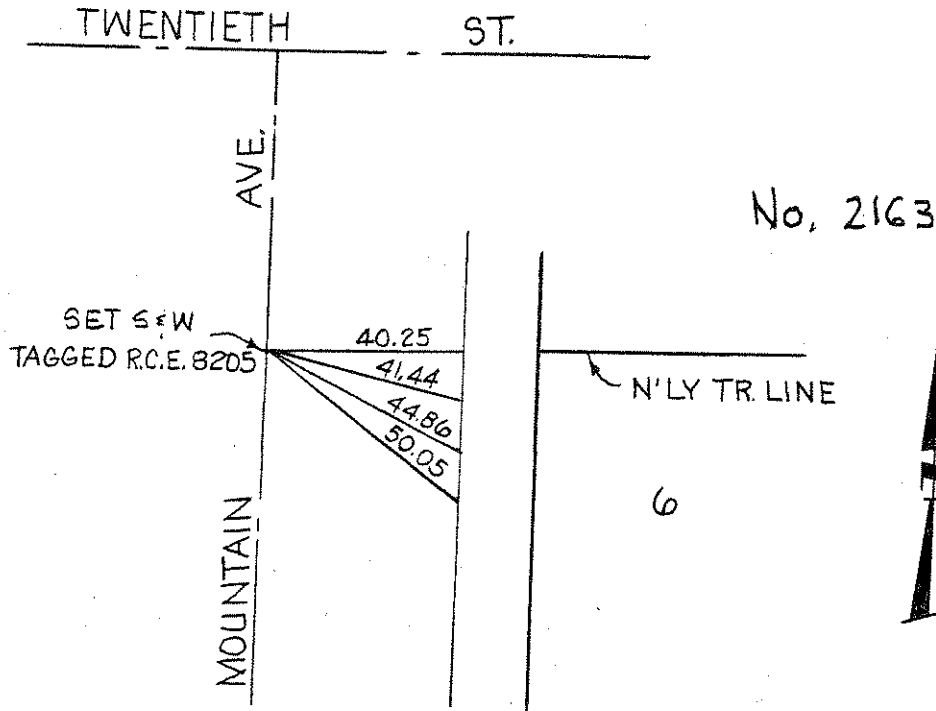 TWENTIETH ST.
AVE.
No. 2163
SET S&W
TAGGED R.C.E. 8205
40.25
41.44
44.86
50.05
N'LY TR. LINE
6
MOUNTAIN